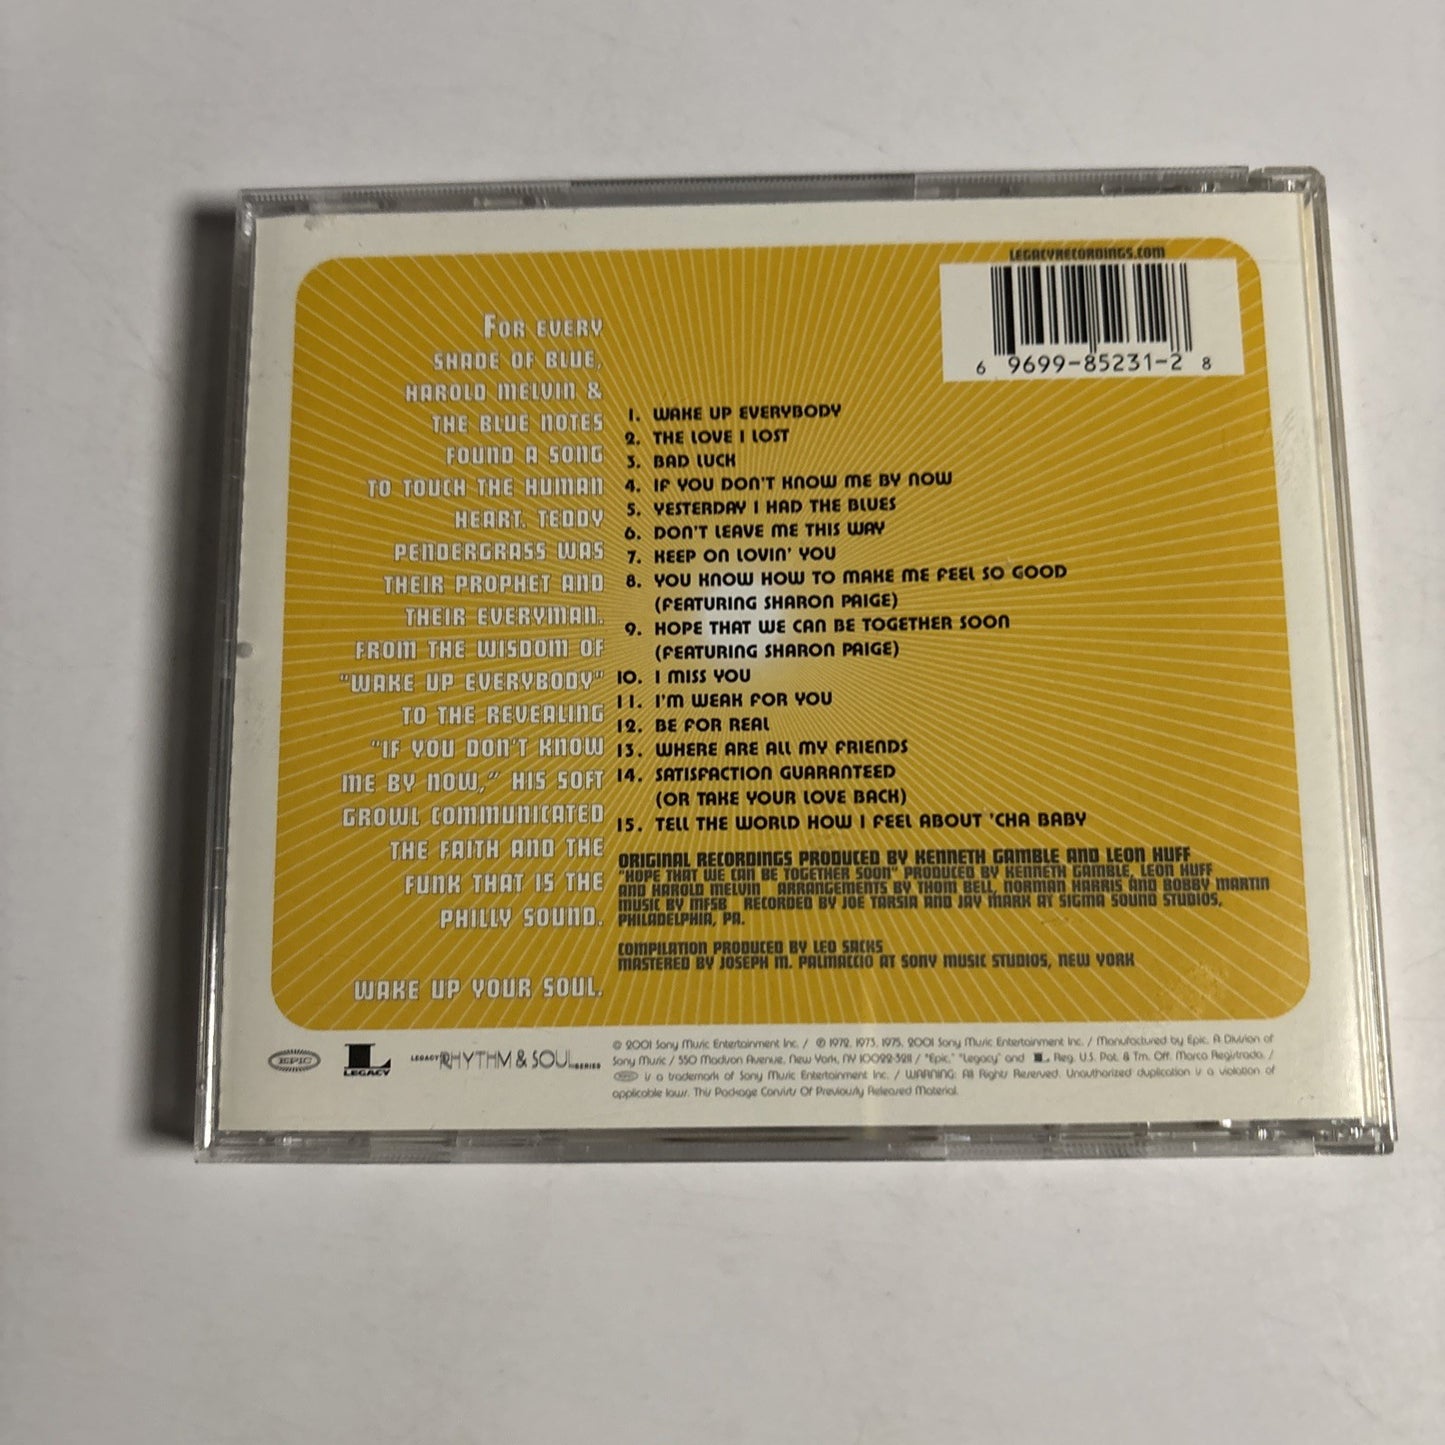 LEGACYRECORDINGS.COM
6 9699-85231-2 8
FOR EVERY
SHADE OF BLUE,
HAROLD MELVIN &
THE BLUE NOTES
FOUND A SONG
TO TOUCH THE HUMAN
HEART. TEDDY
PENDERGRASS WAS
THEIR PROPHET AND
THEIR EVERYMAN.
FROM THE WISDOM OF
"WAKE UP EVERYBODY"
TO THE REVEALING
"IF YOU DON'T KNOW
ME BY NOW," HIS SOFT
GROWL COMMUNICATED
THE FAITH AND THE
FUNK THAT IS THE
PHILLY SOUND.
WAKE UP YOUR SOUL.
1. WAKE UP EVERYBODY
2. THE LOVE I LOST
3. BAD LUCK
4. IF YOU DON'T KNOW ME BY NOW
5. YESTERDAY I HAD THE BLUES
6. DON'T LEAVE ME THIS WAY
7. KEEP ON LOVIN' YOU
8. YOU KNOW HOW TO MAKE ME FEEL SO GOOD
(FEATURING SHARON PAIGE)
9. HOPE THAT WE CAN BE TOGETHER SOON
(FEATURING SHARON PAIGE)
10. I MISS YOU
11. I'M WEAK FOR YOU
12. BE FOR REAL
13. WHERE ARE ALL MY FRIENDS
14. SATISFACTION GUARANTEED
(OR TAKE YOUR LOVE BACK)
15. TELL THE WORLD HOW I FEEL ABOUT 'CHA BABY
ORIGINAL RECORDINGS PRODUCED BY KENNETH GAMBLE AND LEON HUFF
"HOPE THAT WE CAN BE TOGETHER SOON" PRODUCED BY KENNETH GAMBLE, LEON HUFF
AND HAROLD MELVIN ARRANGEMENTS BY THOM BELL, NORMAN HARRIS AND BOBBY MARTIN
MUSIC BY MFSB RECORDED BY JOE TARSIA AND JAY MARK AT SIGMA SOUND STUDIOS,
PHILADELPHIA, PA.
COMPILATION PRODUCED BY LEO SACKS
MASTERED BY JOSEPH M. PALMACCIO AT SONY MUSIC STUDIOS, NEW YORK
EPIC
L
LEGACY
LEGACY RHYTHM & SOUL SERIES
© 2001 Sony Music Entertainment Inc. / ℗ 1972, 1973, 1975, 2001 Sony Music Entertainment Inc. / Manufactured by Epic, A Division of
Sony Music / 550 Madison Avenue, New York, NY 10022-3211 / "Epic," "Legacy" and L Reg. U.S. Pat. & Tm. Off. Marca Registrada. /
EPIC is a trademark of Sony Music Entertainment Inc. / WARNING: All Rights Reserved. Unauthorized duplication is a violation of
applicable laws. This Package Consists Of Previously Released Material.